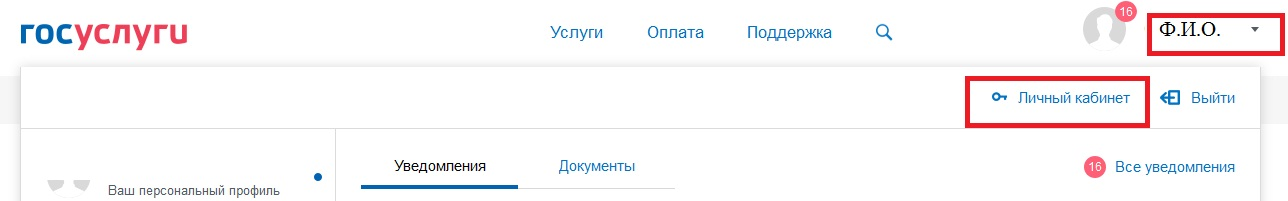 госуслуги Услуги Оплата Поддержка 16 Ф.И.О.
Личный кабинет Выйти
Уведомления Документы 16 Все уведомления
Ваш персональный профиль